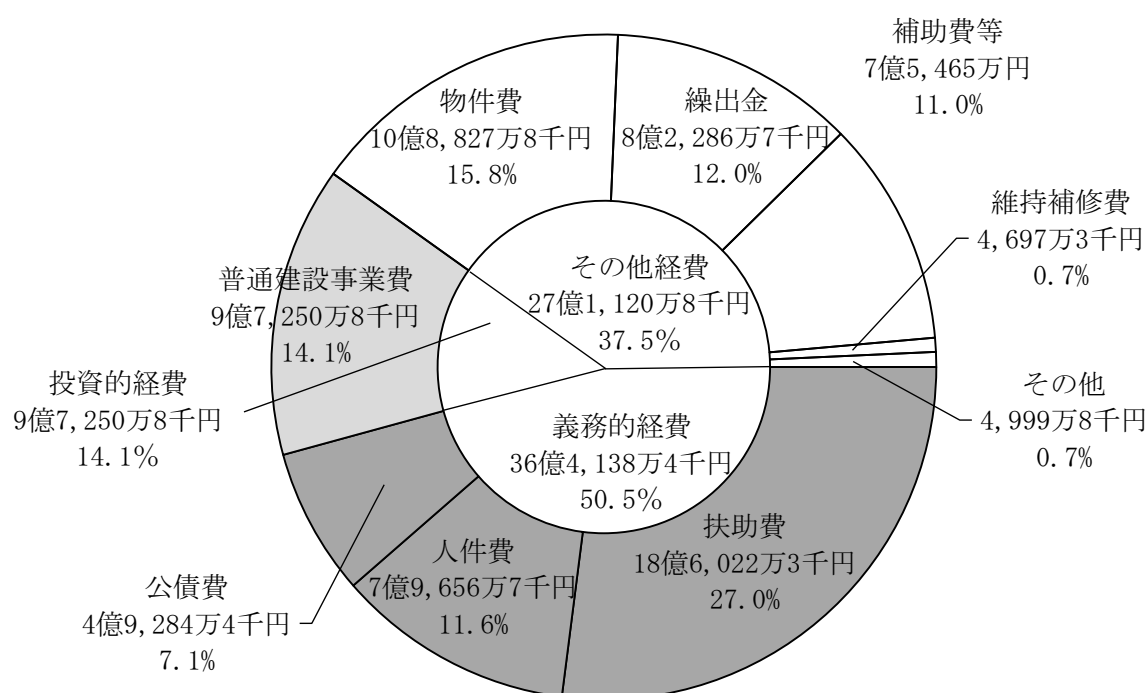 補助費等
7億5,465万円
11.0%
物件費
10億8,827万8千円
15.8%
繰出金
8億2,286万7千円
12.0%
維持補修費
4,697万3千円
0.7%
その他経費
27億1,120万8千円
37.5%
普通建設事業費
9億7,250万8千円
14.1%
投資的経費
9億7,250万8千円
14.1%
その他
4,999万8千円
0.7%
義務的経費
36億4,138万4千円
50.5%
扶助費
18億6,022万3千円
27.0%
人件費
7億9,656万7千円
11.6%
公債費
4億9,284万4千円
7.1%